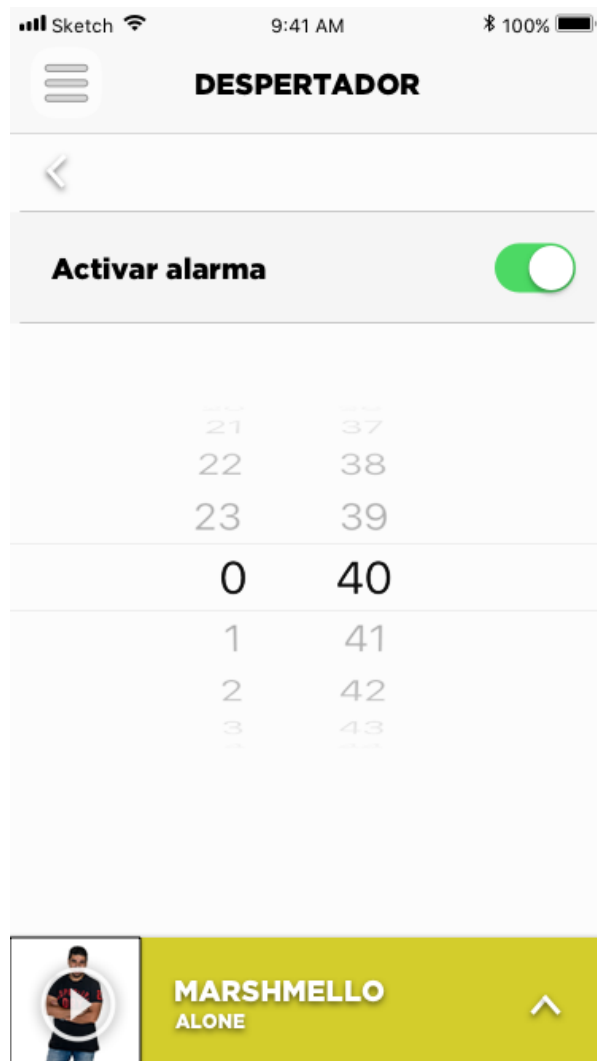 Sketch 9:41 AM 100%
DESPERTADOR
Activar alarma
21 37
22 38
23 39
0 40
1 41
2 42
3 43
MARSHMELLO
ALONE